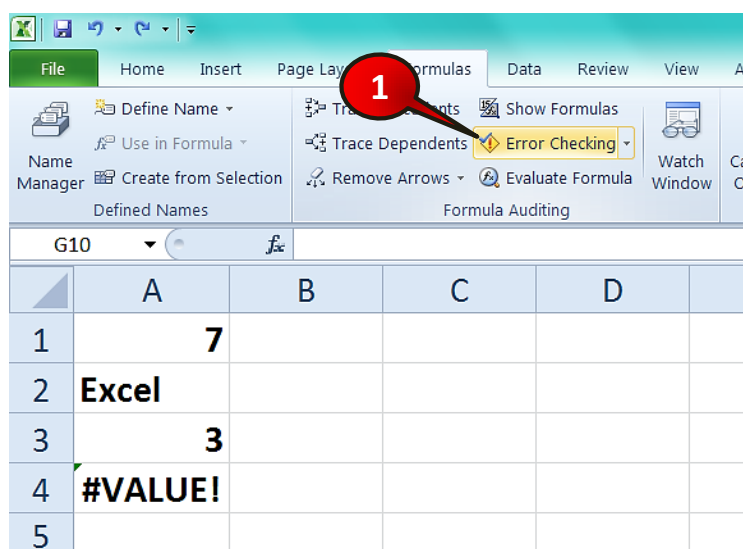 File Home Insert Page Lay ormulas Data Review View A
1
Define Name Tra nts Show Formulas
Use in Formula Trace Dependents Error Checking
Name Manager Create from Selection Remove Arrows Evaluate Formula Watch Window
Defined Names Formula Auditing
G10 fx
A B C D
1 7
2 Excel
3 3
4 #VALUE!
5